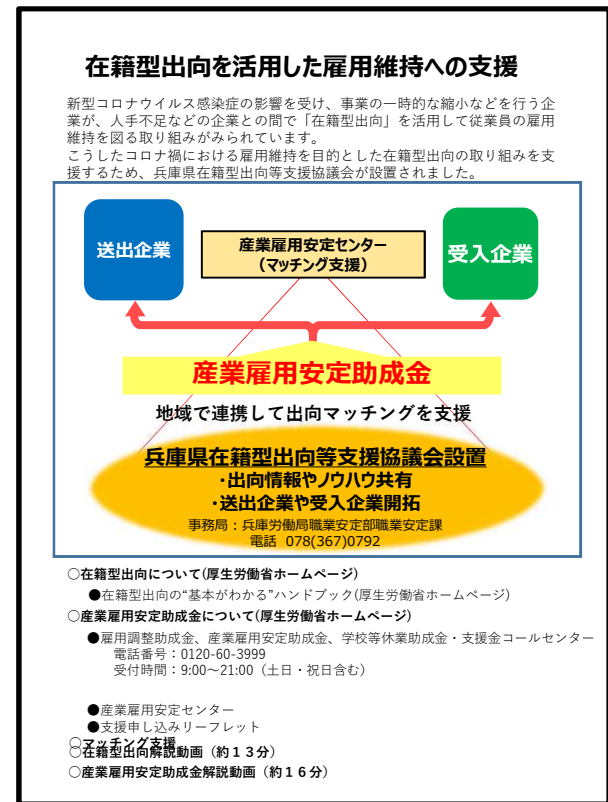 在籍型出向を活用した雇用維持への支援
新型コロナウイルス感染症の影響を受け、事業の一時的な縮小などを行う企
業が、人手不足などの企業との間で「在籍型出向」を活用して従業員の雇用
維持を図る取り組みがみられています。
こうしたコロナ禍における雇用維持を目的とした在籍型出向の取り組みを支
援するため、兵庫県在籍型出向等支援協議会が設置されました。
送出企業
産業雇用安定センター
（マッチング支援）
受入企業
産業雇用安定助成金
地域で連携して出向マッチングを支援
兵庫県在籍型出向等支援協議会設置
・出向情報やノウハウ共有
・送出企業や受入企業開拓
事務局：兵庫労働局職業安定部職業安定課
電話 078(367)0792
○在籍型出向について(厚生労働省ホームページ)
●在籍型出向の“基本がわかる”ハンドブック(厚生労働省ホームページ)
○産業雇用安定助成金について(厚生労働省ホームページ)
●雇用調整助成金、産業雇用安定助成金、学校等休業助成金・支援金コールセンター
電話番号：0120-60-3999
受付時間：9:00～21:00（土日・祝日含む）
●産業雇用安定センター
●支援申し込みリーフレット
○マッチング支援
○在籍型出向解説動画（約１３分）
○産業雇用安定助成金解説動画（約１６分）